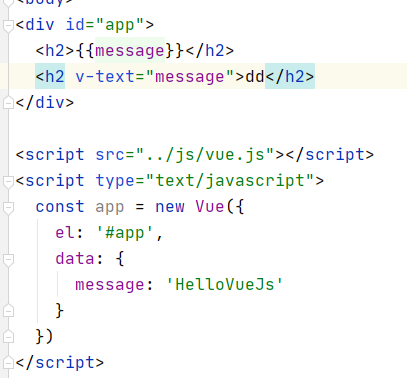 <body>
<div id="app">
  <h2>{{message}}</h2>
  <h2 v-text="message">dd</h2>
</div>

<script src="../js/vue.js"></script>
<script type="text/javascript">
  const app = new Vue({
    el: '#app',
    data: {
      message: 'HelloVueJs'
    }
  })
</script>